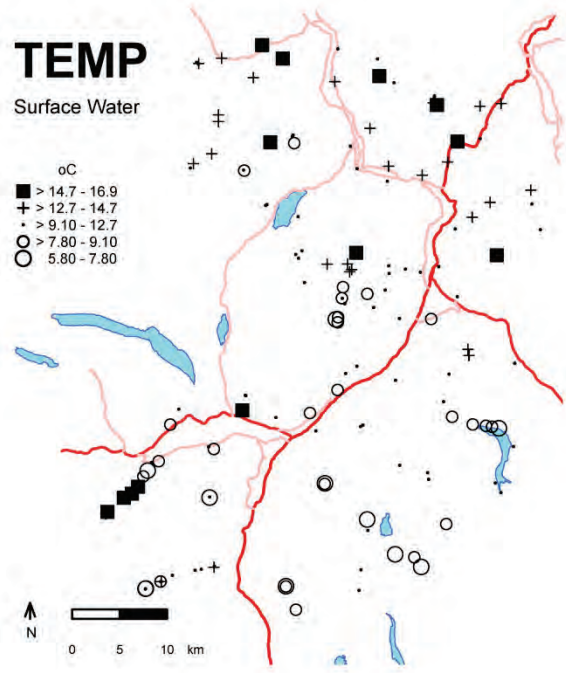 TEMP
Surface Water
oC
> 14.7 - 16.9
> 12.7 - 14.7
> 9.10 - 12.7
> 7.80 - 9.10
5.80 - 7.80
N
0 5 10 km